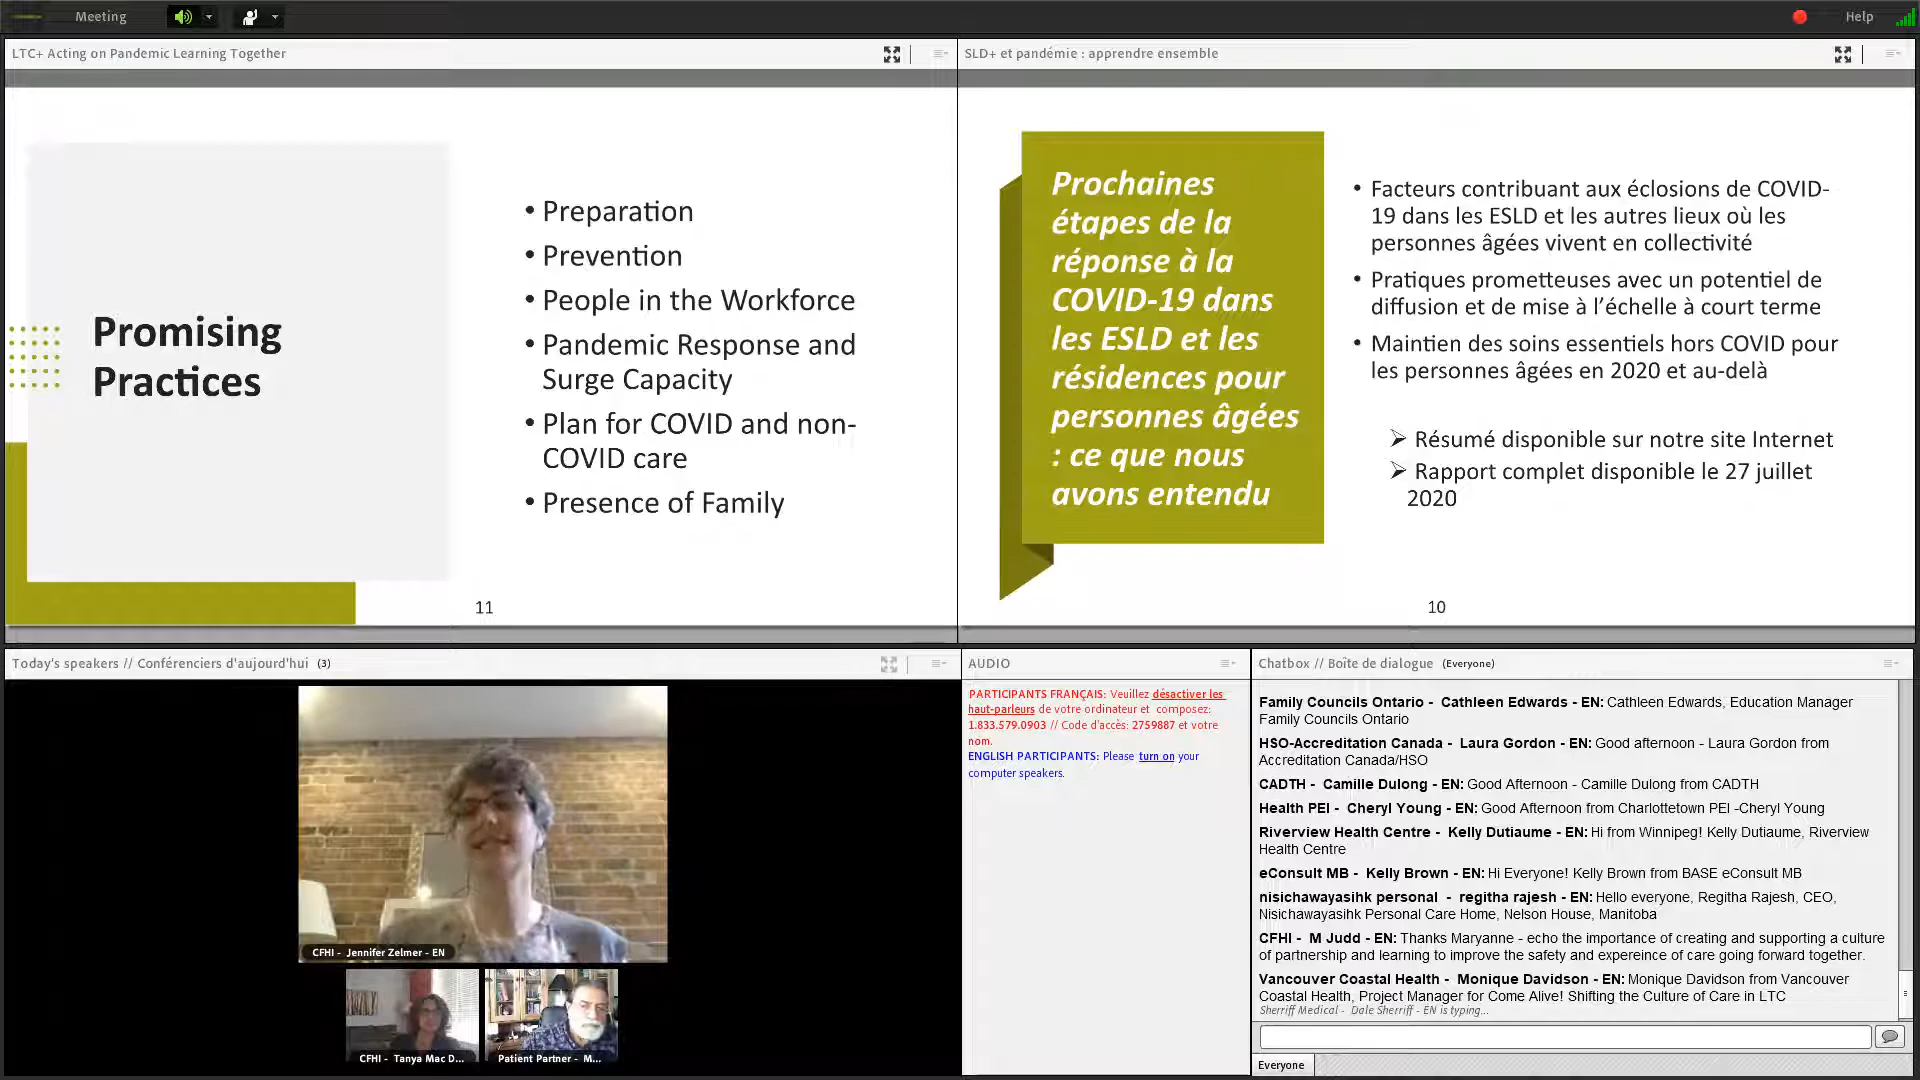 Meeting
Help
LTC+ Acting on Pandemic Learning Together
Promising
Practices
• Preparation
• Prevention
• People in the Workforce
• Pandemic Response and
Surge Capacity
• Plan for COVID and non-
COVID care
• Presence of Family
11
SLD+ et pandémie : apprendre ensemble
Prochaines
étapes de la
réponse à la
COVID-19 dans
les ESLD et les
résidences pour
personnes âgées
: ce que nous
avons entendu
• Facteurs contribuant aux éclosions de COVID-
19 dans les ESLD et les autres lieux où les
personnes âgées vivent en collectivité
• Pratiques prometteuses avec un potentiel de
diffusion et de mise à l’échelle à court terme
• Maintien des soins essentiels hors COVID pour
les personnes âgées en 2020 et au-delà
➢ Résumé disponible sur notre site Internet
➢ Rapport complet disponible le 27 juillet
2020
10
Today's speakers // Conférenciers d'aujourd'hui (3)
CFHI - Jennifer Zelmer - EN
CFHI - Tanya Mac D...
Patient Partner - M...
AUDIO
PARTICIPANTS FRANÇAIS: Veuillez désactiver les
haut-parleurs de votre ordinateur et composez:
1.833.579.0903 // Code d'accès: 2759887 et votre
nom.
ENGLISH PARTICIPANTS: Please turn on your
computer speakers.
Chatbox // Boîte de dialogue (Everyone)
Family Councils Ontario - Cathleen Edwards - EN: Cathleen Edwards, Education Manager
Family Councils Ontario
HSO-Accreditation Canada - Laura Gordon - EN: Good afternoon - Laura Gordon from
Accreditation Canada/HSO
CADTH - Camille Dulong - EN: Good Afternoon - Camille Dulong from CADTH
Health PEI - Cheryl Young - EN: Good Afternoon from Charlottetown PEI -Cheryl Young
Riverview Health Centre - Kelly Dutiaume - EN: Hi from Winnipeg! Kelly Dutiaume, Riverview
Health Centre
eConsult MB - Kelly Brown - EN: Hi Everyone! Kelly Brown from BASE eConsult MB
nisichawayasihk personal - regitha rajesh - EN: Hello everyone, Regitha Rajesh, CEO,
Nisichawayasihk Personal Care Home, Nelson House, Manitoba
CFHI - M Judd - EN: Thanks Maryanne - echo the importance of creating and supporting a culture
of partnership and learning to improve the safety and expereince of care going forward together.
Vancouver Coastal Health - Monique Davidson - EN: Monique Davidson from Vancouver
Coastal Health, Project Manager for Come Alive! Shifting the Culture of Care in LTC
Sherriff Medical - Dale Sherriff - EN is typing...
Everyone